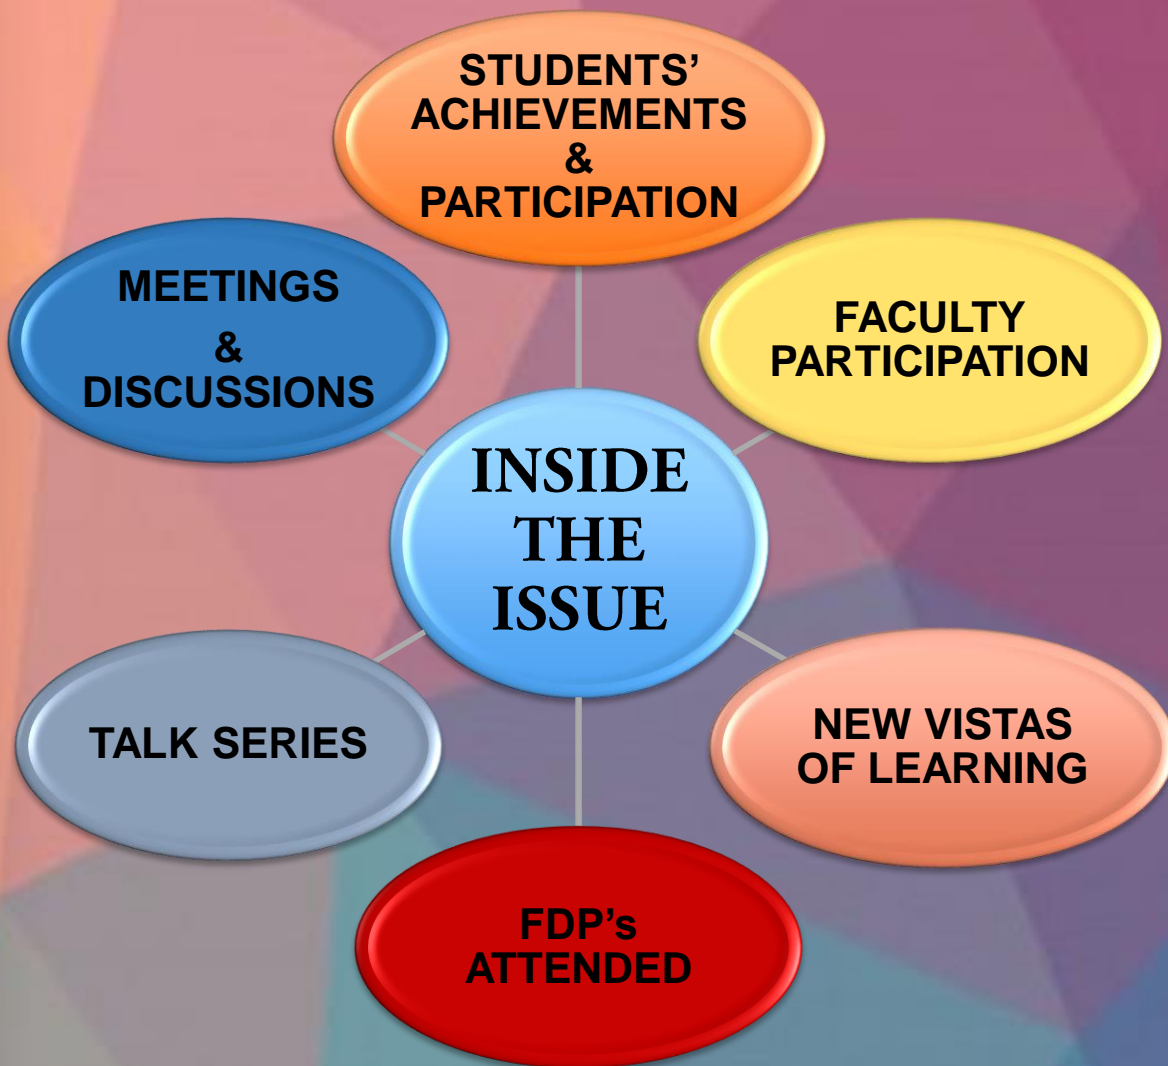 STUDENTS’
ACHIEVEMENTS
&
PARTICIPATION
MEETINGS
&
DISCUSSIONS
FACULTY
PARTICIPATION
INSIDE
THE
ISSUE
TALK SERIES
NEW VISTAS
OF LEARNING
FDP’s
ATTENDED